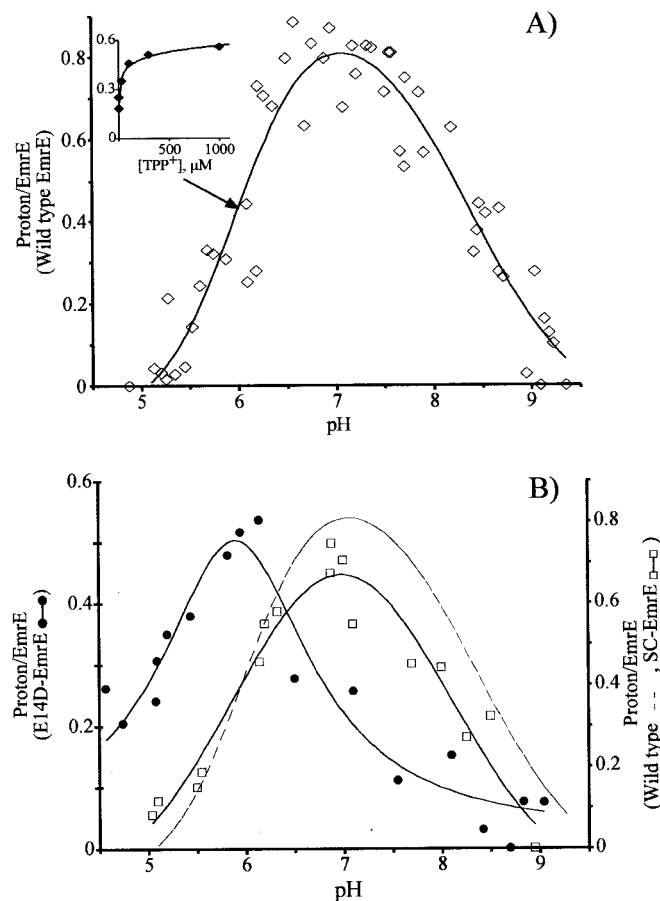 A)
0.6
0.3
0
500
1000
[TPP+], μM
0.8
0.6
0.4
0.2
0
Proton/EmrE
(Wild type EmrE)
5
6
7
8
9
pH
B)
0.6
0.4
0.2
0
Proton/EmrE
(E14D-EmrE ●─●)
0.8
0.6
0.4
0.2
0
Proton/EmrE
(Wild type - -, SC-EmrE □─□)
5
6
7
8
9
pH